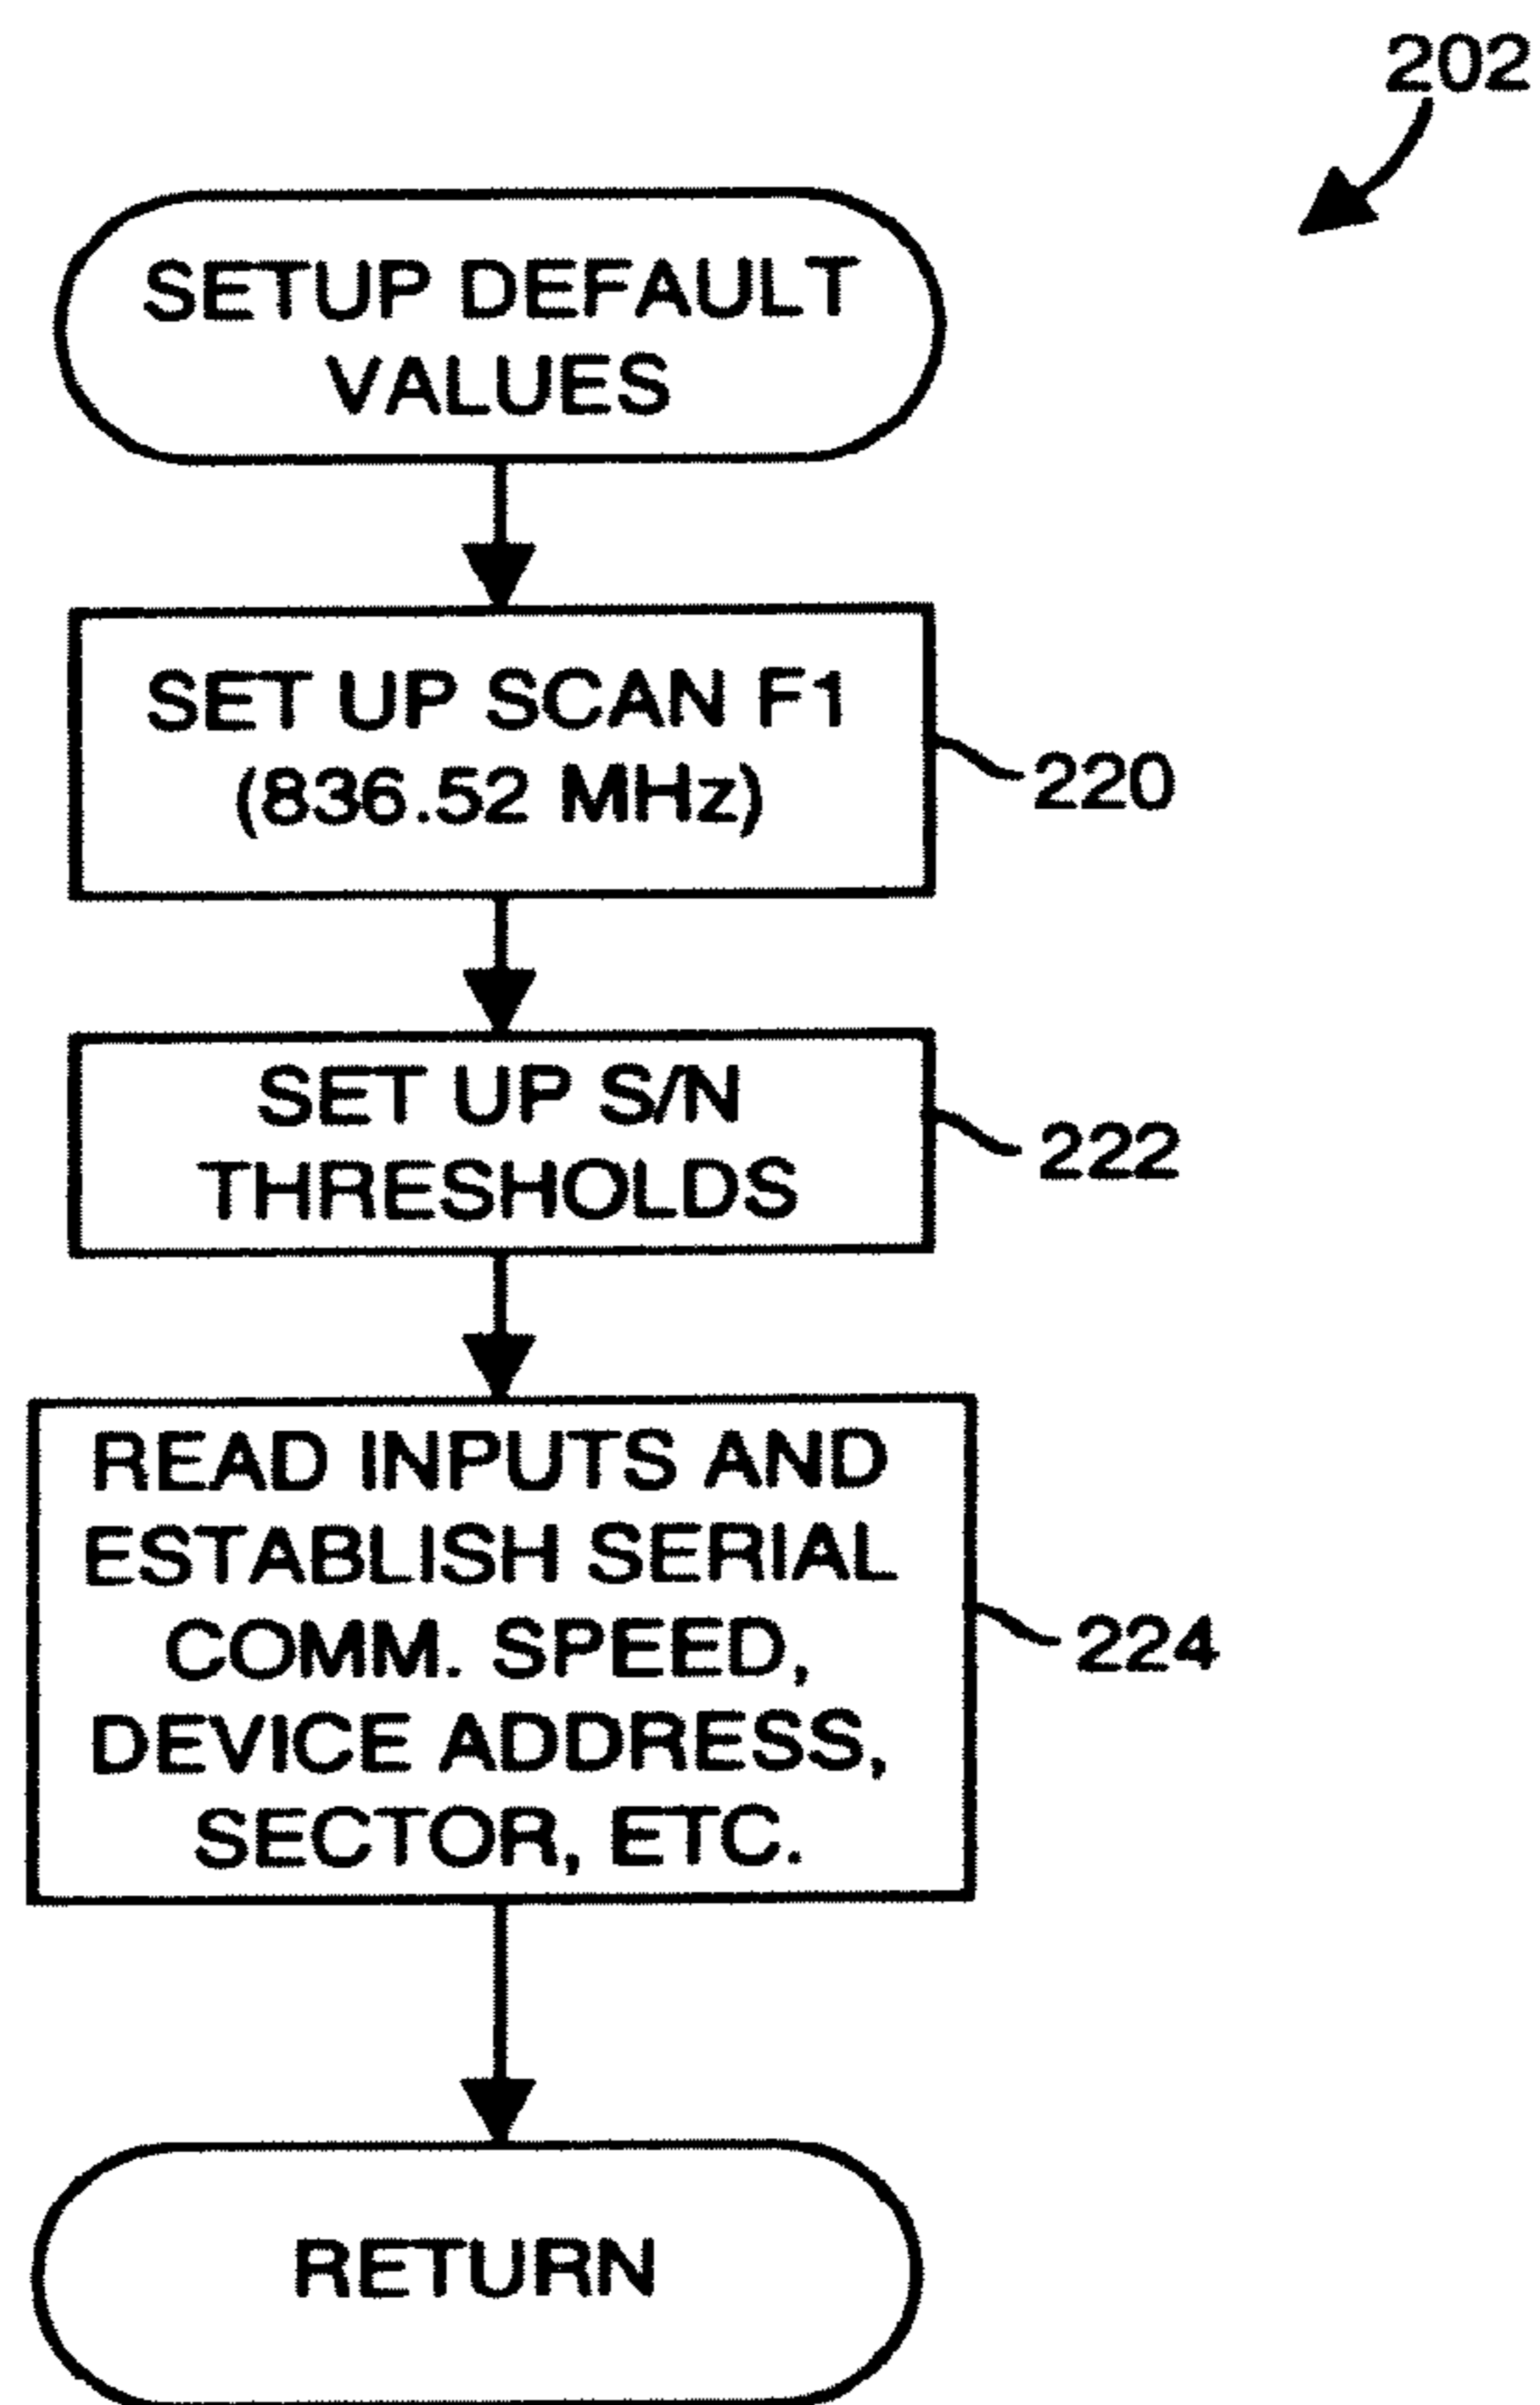 202
SETUP DEFAULT
VALUES
SET UP SCAN F1
(836.52 MHz)
220
SET UP S/N
THRESHOLDS
222
READ INPUTS AND
ESTABLISH SERIAL
COMM. SPEED,
DEVICE ADDRESS,
SECTOR, ETC.
224
RETURN